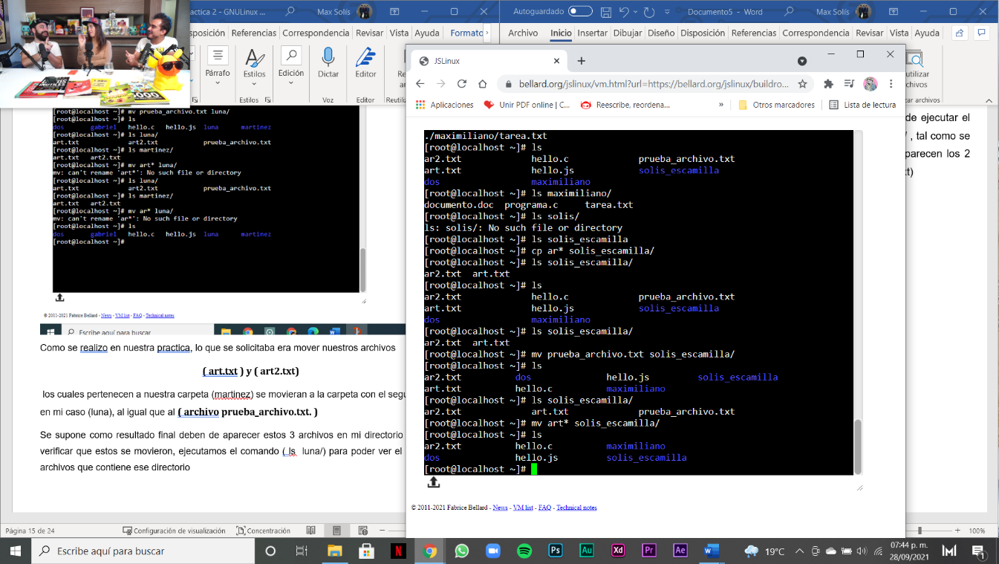 actica 2 - GNULinux ... Max Solís
Autoguardado Documento5 - Word Max Solís
sposición Referencias Correspondencia Revisar Vista Ayuda Formato
Archivo Inicio Insertar Dibujar Diseño Disposición Referencias Correspondencia Revisar Vista Ayuda
Párrafo Estilos Edición Dictar Editor
Estilos Voz Editor
JSLinux
bellard.org/jslinux/vm.html?url=https://bellard.org/jslinux/buildro...
Aplicaciones Unir PDF online | C... Reescribe, reordena... » Otros marcadores Lista de lectura
[root@localhost ~]# mv prueba_archivo.txt luna/
[root@localhost ~]# ls
dos gabriel hello.c hello.js luna martinez
[root@localhost ~]# ls luna/
art.txt art2.txt prueba_archivo.txt
[root@localhost ~]# ls martinez/
art.txt art2.txt
[root@localhost ~]# mv art* luna/
mv: can't rename 'art*': No such file or directory
[root@localhost ~]# ls luna/
art.txt art2.txt prueba_archivo.txt
[root@localhost ~]# ls martinez/
art.txt art2.txt
[root@localhost ~]# mv ar* luna/
mv: can't rename 'ar*': No such file or directory
[root@localhost ~]# ls
dos gabriel hello.c hello.js luna martinez
[root@localhost ~]#
© 2011-2021 Fabrice Bellard - News - VM list - FAQ - Technical notes
Escribe aquí para buscar
Como se realizo en nuestra practica, lo que se solicitaba era mover nuestros archivos
( art.txt ) y ( art2.txt)
los cuales pertenecen a nuestra carpeta (martinez) se movieran a la carpeta con el segu
en mi caso (luna), al igual que al ( archivo prueba_archivo.txt. )
Se supone como resultado final deben de aparecer estos 3 archivos en mi directorio
verificar que estos se movieron, ejecutamos el comando ( ls luna/) para poder ver el
archivos que contiene ese directorio
./maximiliano/tarea.txt
[root@localhost ~]# ls
ar2.txt hello.c prueba_archivo.txt
art.txt hello.js solis_escamilla
dos maximiliano
[root@localhost ~]# ls maximiliano/
documento.doc programa.c tarea.txt
[root@localhost ~]# ls solis/
ls: solis/: No such file or directory
[root@localhost ~]# ls solis_escamilla
[root@localhost ~]# cp ar* solis_escamilla/
[root@localhost ~]# ls solis_escamilla/
ar2.txt art.txt
[root@localhost ~]# ls
ar2.txt hello.c prueba_archivo.txt
art.txt hello.js solis_escamilla
dos maximiliano
[root@localhost ~]# ls solis_escamilla/
ar2.txt art.txt
[root@localhost ~]# mv prueba_archivo.txt solis_escamilla/
[root@localhost ~]# ls
ar2.txt dos hello.js solis_escamilla
art.txt hello.c maximiliano
[root@localhost ~]# ls solis_escamilla/
ar2.txt art.txt prueba_archivo.txt
[root@localhost ~]# mv art* solis_escamilla/
[root@localhost ~]# ls
ar2.txt hello.c maximiliano
dos hello.js solis_escamilla
[root@localhost ~]#
© 2011-2021 Fabrice Bellard - News - VM list - FAQ - Technical notes
utilizar
chivos
zar archivos
de ejecutar el
/ , tal como se
parecen los 2
t)
Página 15 de 24 Configuración de visualización Concentración 100%
Escribe aquí para buscar
19°C 07:44 p. m.
28/09/2021